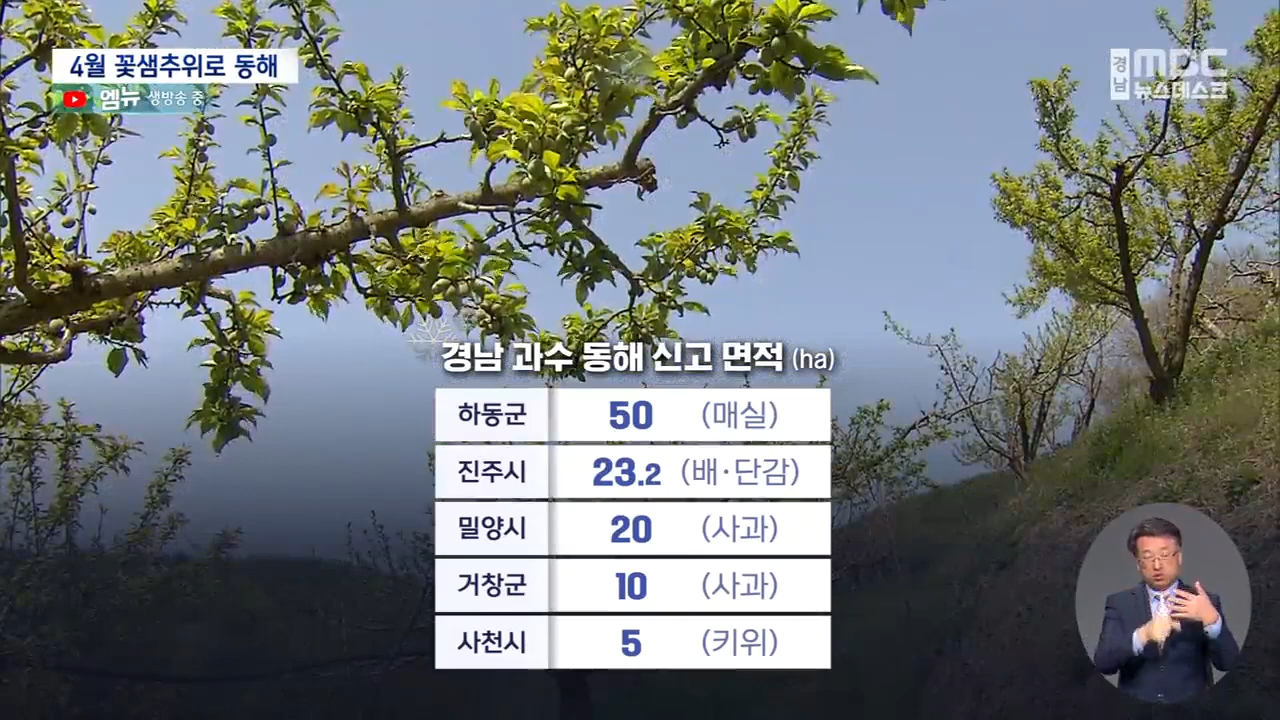 4월 꽃샘추위로 동해
엠뉴 생방송 중
경남 MBC
뉴스데스크
경남 과수 동해 신고 면적 (ha)
하동군 50 (매실)
진주시 23.2 (배·단감)
밀양시 20 (사과)
거창군 10 (사과)
사천시 5 (키위)